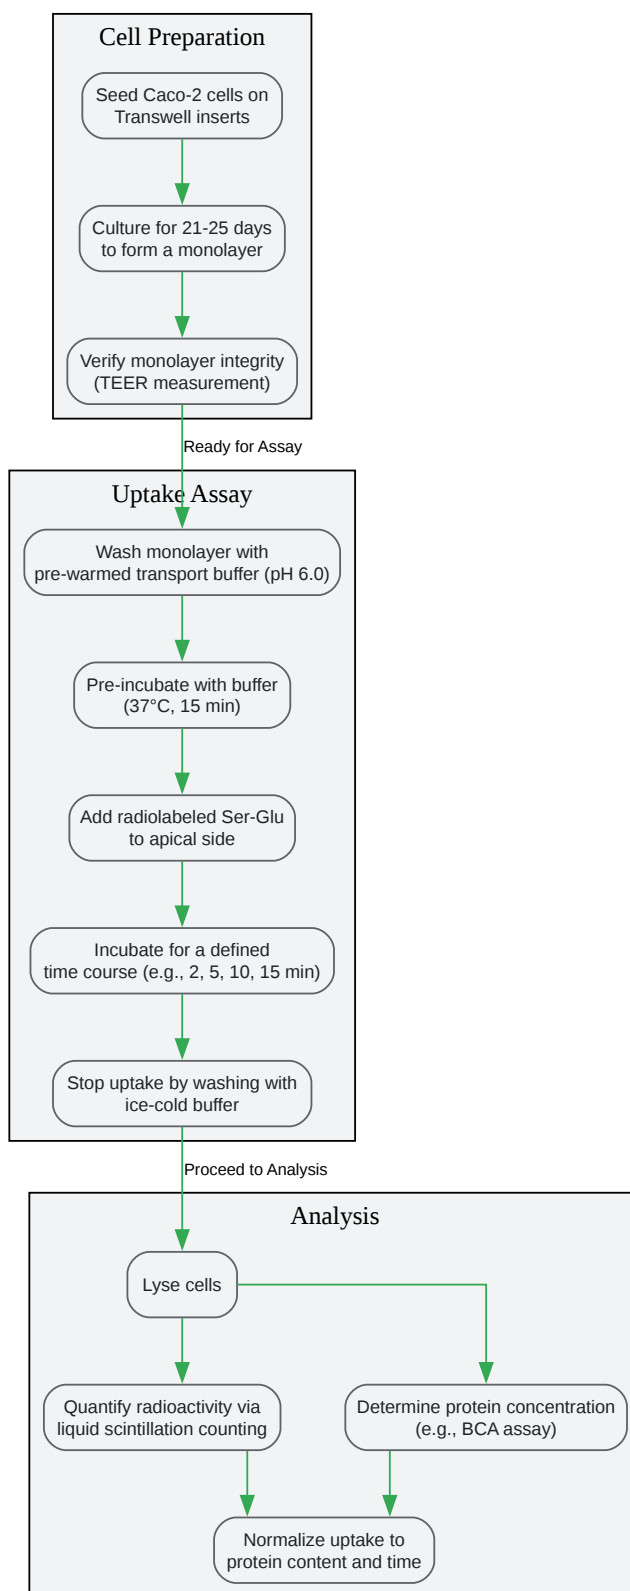 Cell Preparation
Seed Caco-2 cells on
Transwell inserts
Culture for 21-25 days
to form a monolayer
Verify monolayer integrity
(TEER measurement)
Ready for Assay
Uptake Assay
Wash monolayer with
pre-warmed transport buffer (pH 6.0)
Pre-incubate with buffer
(37°C, 15 min)
Add radiolabeled Ser-Glu
to apical side
Incubate for a defined
time course (e.g., 2, 5, 10, 15 min)
Stop uptake by washing with
ice-cold buffer
Proceed to Analysis
Analysis
Lyse cells
Quantify radioactivity via
liquid scintillation counting
Determine protein concentration
(e.g., BCA assay)
Normalize uptake to
protein content and time